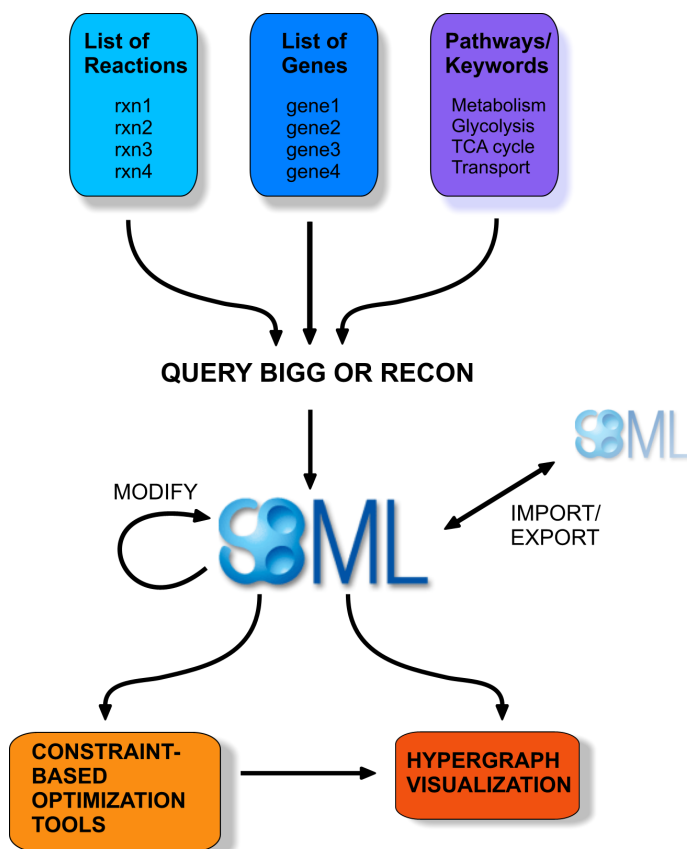 List of
Reactions
rxn1
rxn2
rxn3
rxn4
List of
Genes
gene1
gene2
gene3
gene4
Pathways/
Keywords
Metabolism
Glycolysis
TCA cycle
Transport
QUERY BIGG OR RECON
SBML
MODIFY
SBML
IMPORT/
EXPORT
CONSTRAINT-
BASED
OPTIMIZATION
TOOLS
HYPERGRAPH
VISUALIZATION